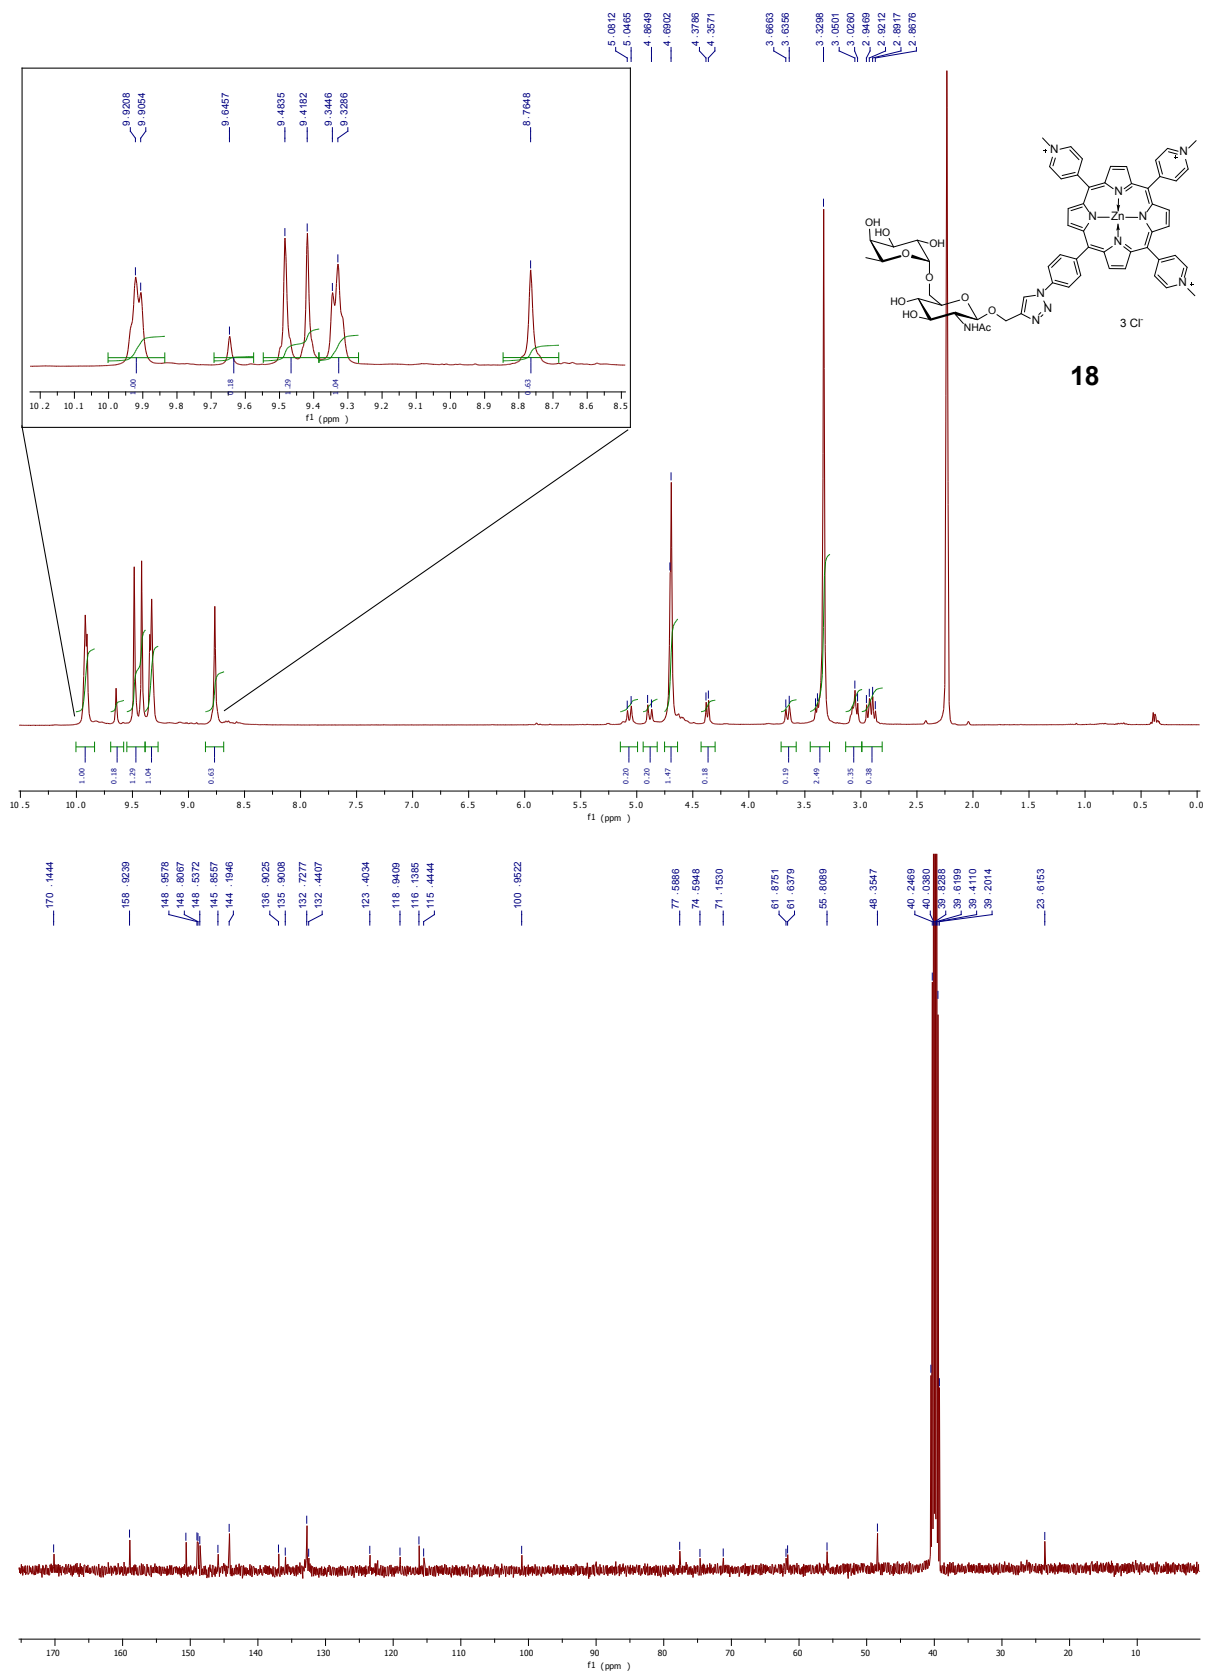 5.0812
5.0465
4.8649
4.6902
4.3786
4.3571
3.6663
3.6356
3.3298
3.0501
3.0260
2.9469
2.9212
2.8917
2.8676
9.9208
9.9054
9.6457
9.4835
9.4182
9.3446
9.3286
8.7648
1.00
0.18
1.29
1.04
0.63
10.2 10.1 10.0 9.9 9.8 9.7 9.6 9.5 9.4 9.3 9.2 9.1 9.0 8.9 8.8 8.7 8.6 8.5
f1 (ppm )
N+
N+
N
N Zn N
N
OH
HO
OH
O
O
HO
HO
O
O
NHAc
N
N
N
N+
3 Cl-
18
1.00
0.18
1.29
1.04
0.63
0.20
0.20
1.47
0.18
0.19
2.49
0.35
0.38
10.5 10.0 9.5 9.0 8.5 8.0 7.5 7.0 6.5 6.0 5.5 5.0 4.5 4.0 3.5 3.0 2.5 2.0 1.5 1.0 0.5 0.0
f1 (ppm )
170 .1444
158 .9239
148 .9578
148 .8067
148 .5372
145 .8557
144 .1946
136 .9025
135 .9008
132 .7277
132 .4407
123 .4034
118 .9409
116 .1385
115 .4444
100 .9522
77 .5886
74 .5948
71 .1530
61 .8751
61 .6379
55 .8089
48 .3547
40 .2469
40 .0380
39 .8288
39 .6199
39 .4110
39 .2014
23 .6153
170 160 150 140 130 120 110 100 90 80 70 60 50 40 30 20 10
f1 (ppm )